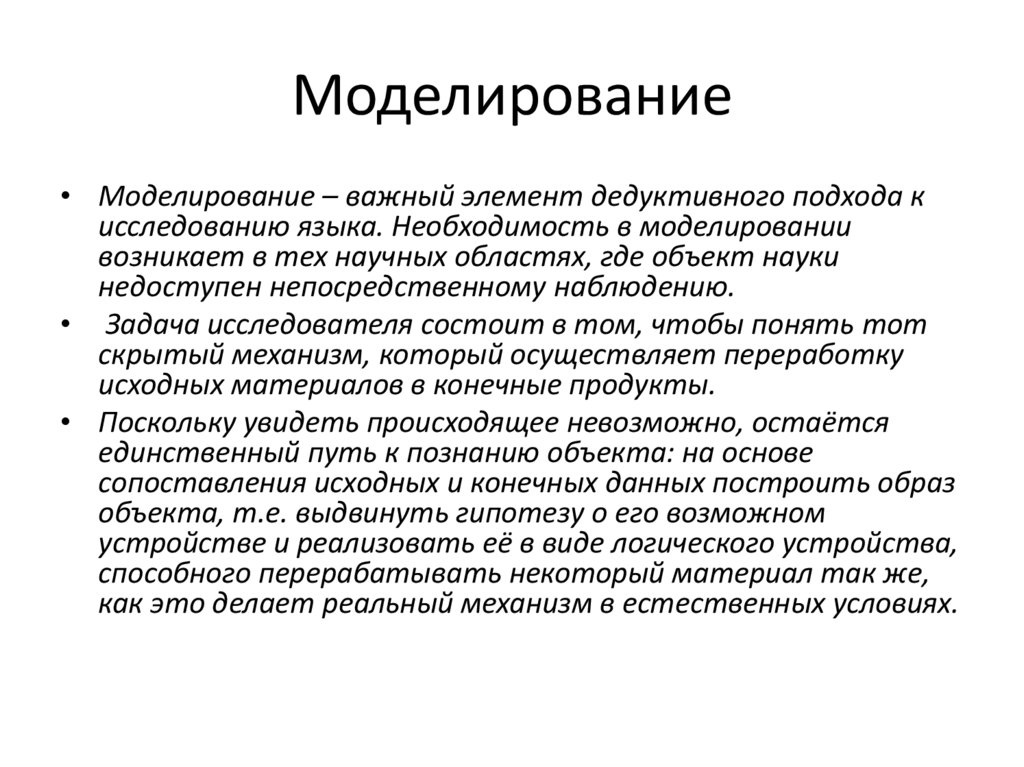 Моделирование
• Моделирование – важный элемент дедуктивного подхода к
исследованию языка. Необходимость в моделировании
возникает в тех научных областях, где объект науки
недоступен непосредственному наблюдению.
• Задача исследователя состоит в том, чтобы понять тот
скрытый механизм, который осуществляет переработку
исходных материалов в конечные продукты.
• Поскольку увидеть происходящее невозможно, остаётся
единственный путь к познанию объекта: на основе
сопоставления исходных и конечных данных построить образ
объекта, т.е. выдвинуть гипотезу о его возможном
устройстве и реализовать её в виде логического устройства,
способного перерабатывать некоторый материал так же,
как это делает реальный механизм в естественных условиях.